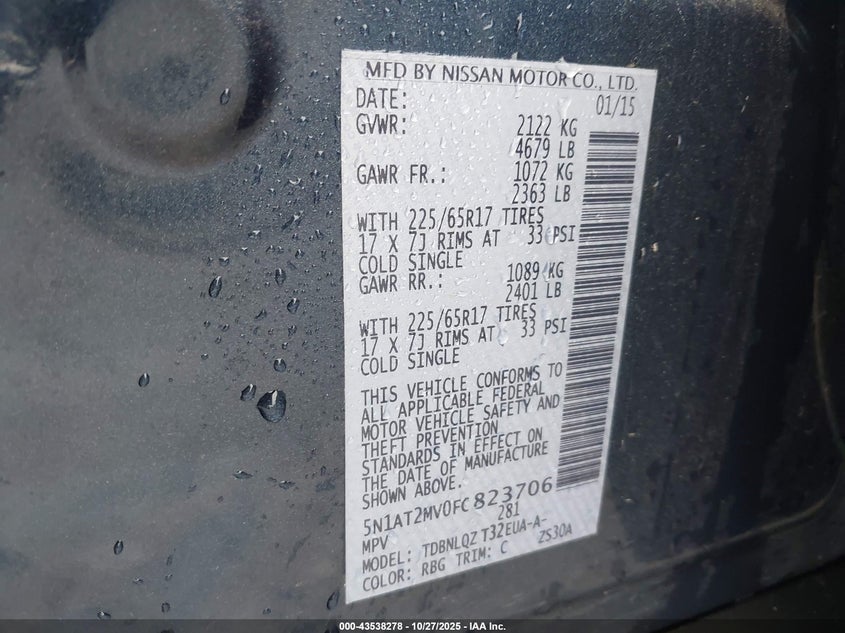 MFD BY NISSAN MOTOR CO., LTD.
DATE: 01/15
GVWR: 2122 KG
4679 LB
GAWR FR.: 1072 KG
2363 LB
WITH 225/65R17 TIRES
17 X 7J RIMS AT 33 PSI
COLD SINGLE
GAWR RR.: 1089 KG
2401 LB
WITH 225/65R17 TIRES
17 X 7J RIMS AT 33 PSI
COLD SINGLE
THIS VEHICLE CONFORMS TO
ALL APPLICABLE FEDERAL
MOTOR VEHICLE SAFETY AND
THEFT PREVENTION
STANDARDS IN EFFECT ON
THE DATE OF MANUFACTURE
SHOWN ABOVE.
5N1AT2MV0FC823706
MPV 281
MODEL: TDBNLQZ T32EUA-A-
COLOR: RBG TRIM: C ZS30A
000-43538278 - 10/27/2025 - IAA Inc.